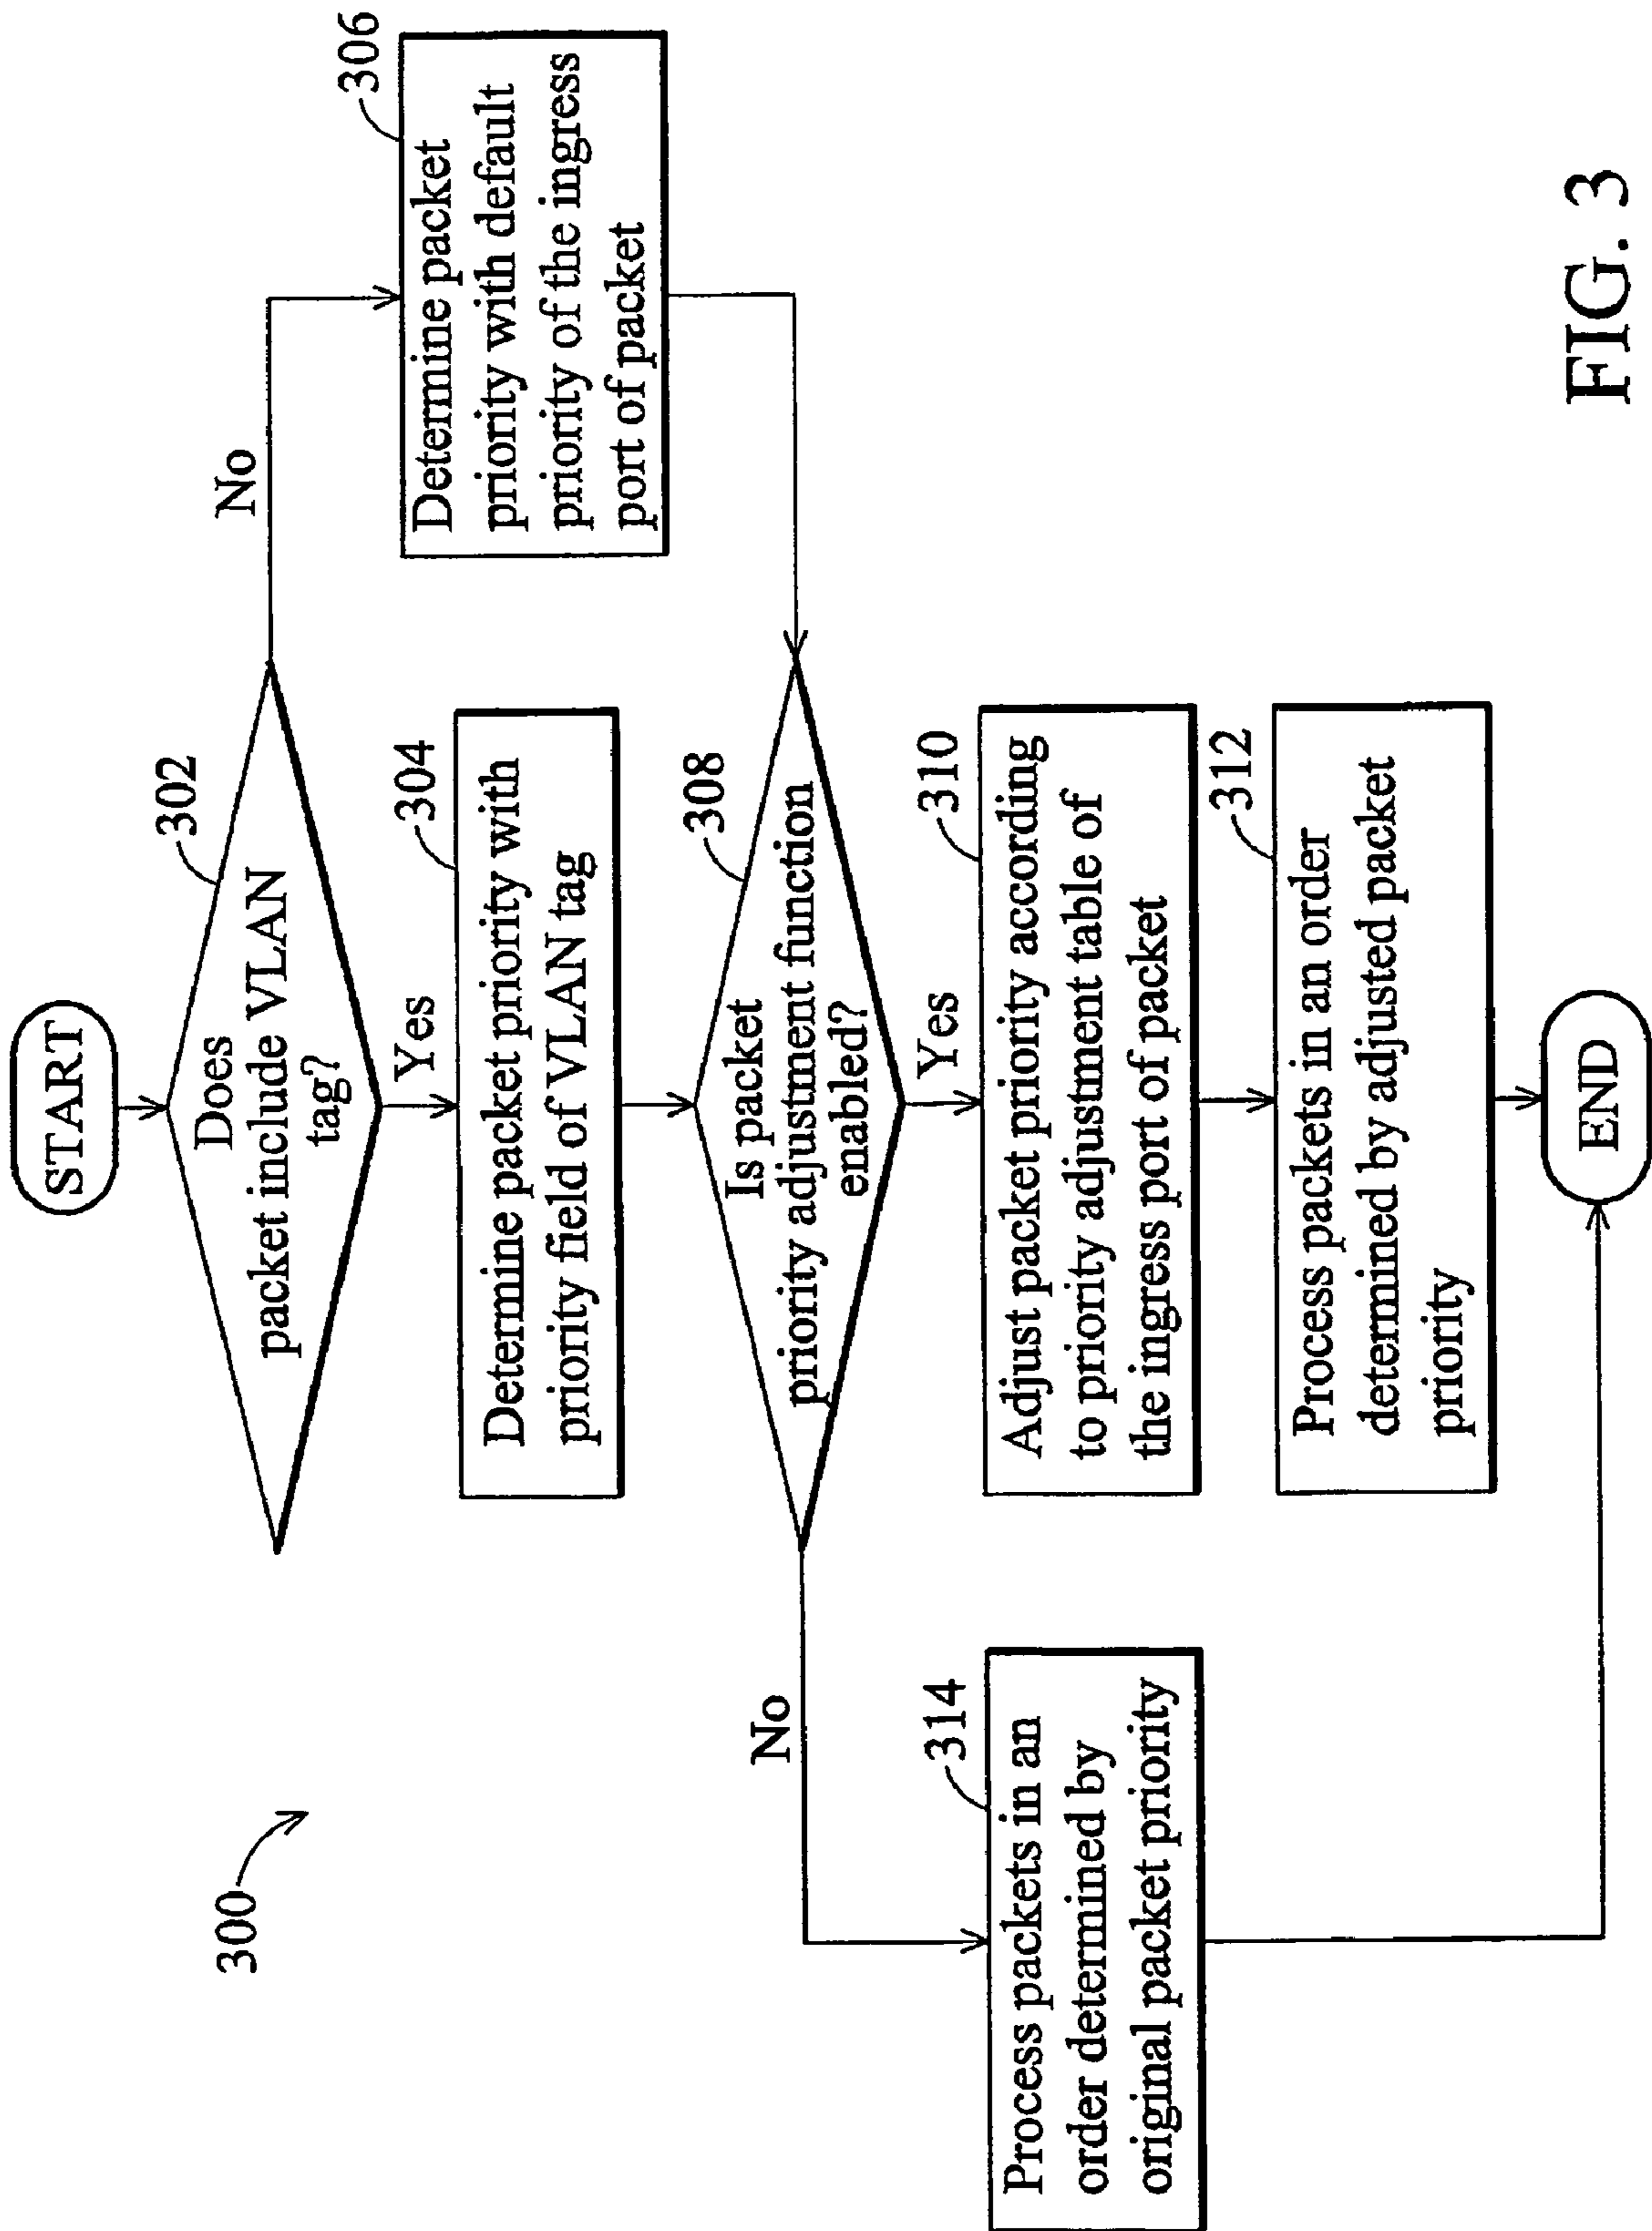 300
START
Does
packet include VLAN
tag?
302
No
Yes
Determine packet priority with
priority field of VLAN tag
304
Determine packet
priority with default
priority of the ingress
port of packet
306
Is packet
priority adjustment function
enabled?
308
No
Yes
Process packets in an
order determined by
original packet priority
314
Adjust packet priority according
to priority adjustment table of
the ingress port of packet
310
Process packets in an order
determined by adjusted packet
priority
312
END
FIG. 3